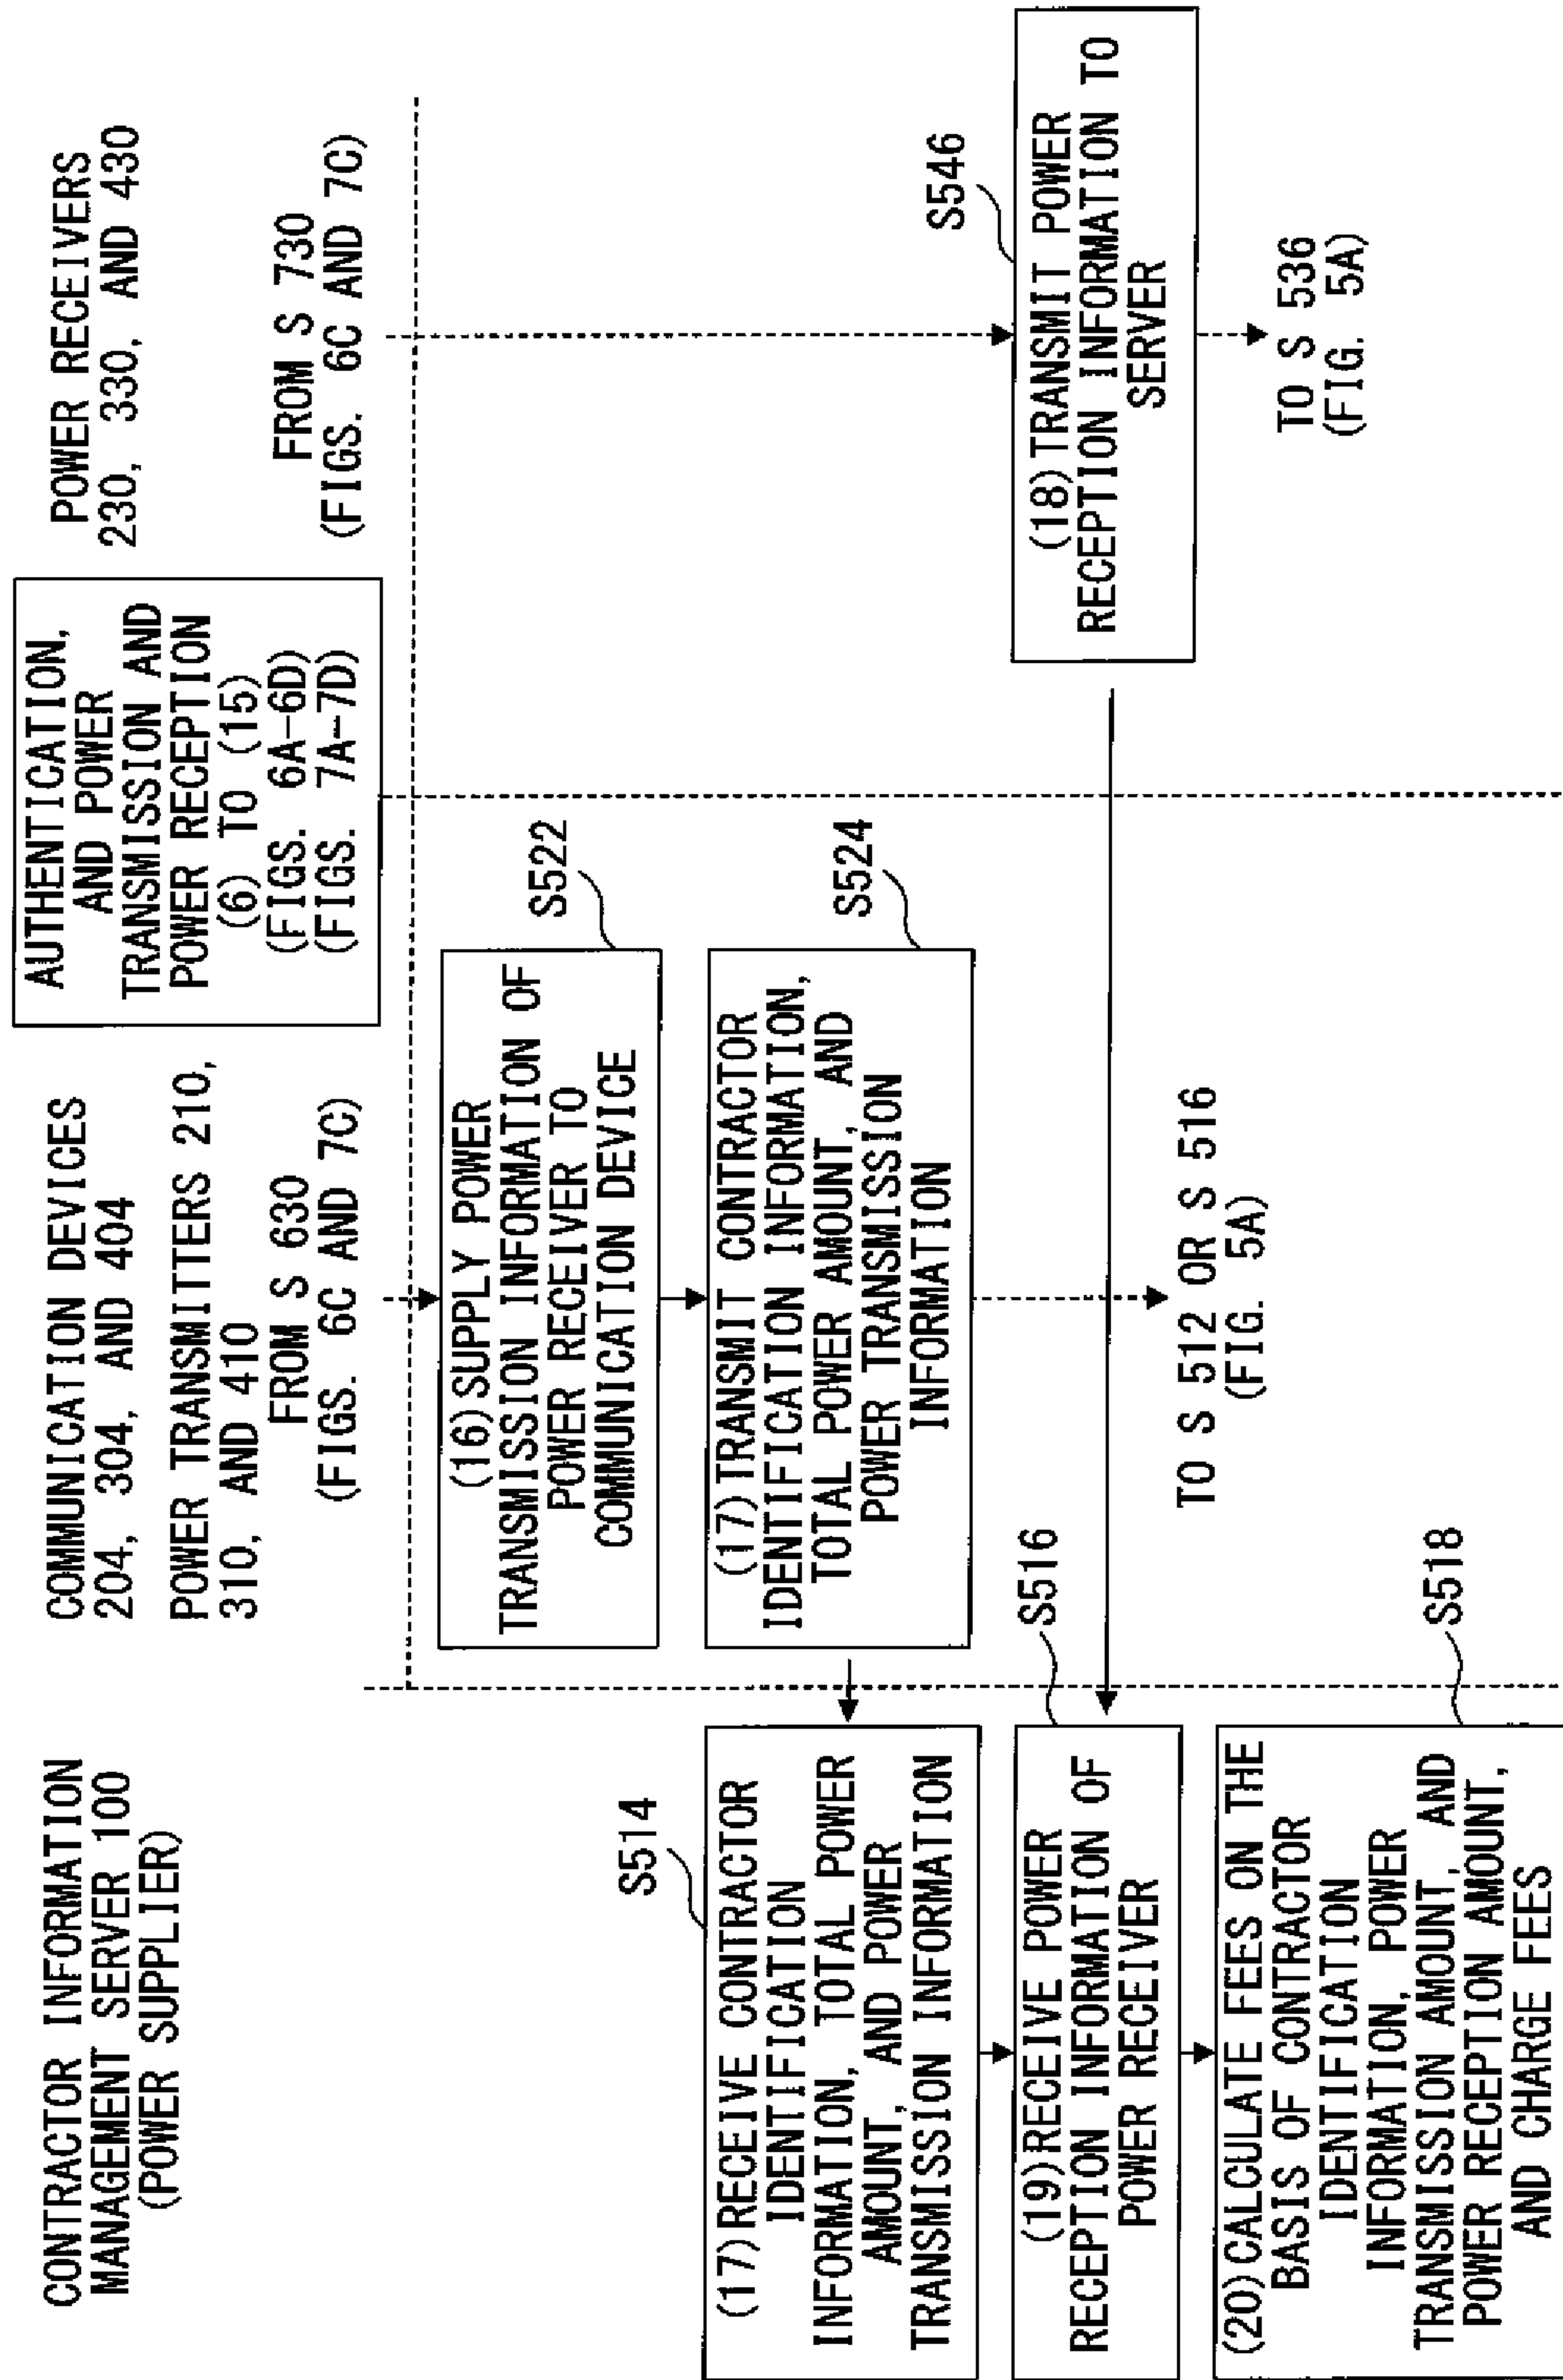 CONTRACTOR INFORMATION
MANAGEMENT SERVER 100
(POWER SUPPLIER)
COMMUNICATION DEVICES
204, 304, AND 404
POWER TRANSMITTERS 210,
310, AND 410
FROM S 630
(FIGS. 6C AND 7C)
AUTHENTICATION,
AND POWER
TRANSMISSION AND
POWER RECEPTION
(6) TO (15)
(FIGS. 6A-6D)
(FIGS. 7A-7D)
POWER RECEIVERS
230, 330, AND 430
FROM S 730
(FIGS. 6C AND 7C)
S522
(16)SUPPLY POWER
TRANSMISSION INFORMATION OF
POWER RECEIVER TO
COMMUNICATION DEVICE
S514
(17)RECEIVE CONTRACTOR
IDENTIFICATION
INFORMATION, TOTAL POWER
AMOUNT, AND POWER
TRANSMISSION INFORMATION
S524
(17)TRANSMIT CONTRACTOR
IDENTIFICATION INFORMATION,
TOTAL POWER AMOUNT, AND
POWER TRANSMISSION
INFORMATION
S516
(19)RECEIVE POWER
RECEPTION INFORMATION OF
POWER RECEIVER
S546
(18)TRANSMIT POWER
RECEPTION INFORMATION TO
SERVER
TO S 512 OR S 516
(FIG. 5A)
TO S 536
(FIG. 5A)
S518
(20)CALCULATE FEES ON THE
BASIS OF CONTRACTOR
IDENTIFICATION
INFORMATION, POWER
TRANSMISSION AMOUNT, AND
POWER RECEPTION AMOUNT,
AND CHARGE FEES